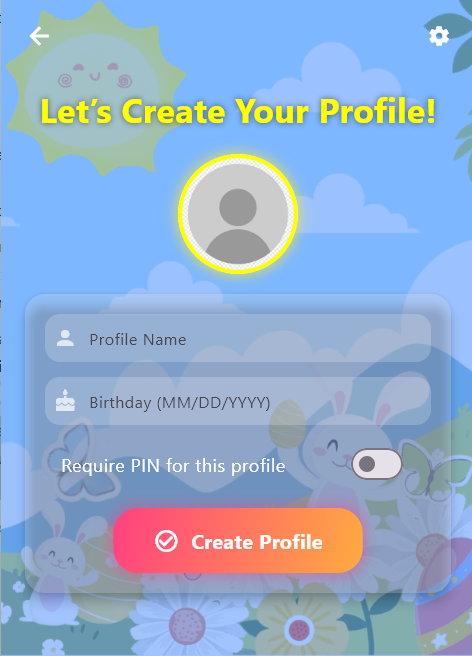 Let's Create Your Profile!
Profile Name
Birthday (MM/DD/YYYY)
Require PIN for this profile
Create Profile